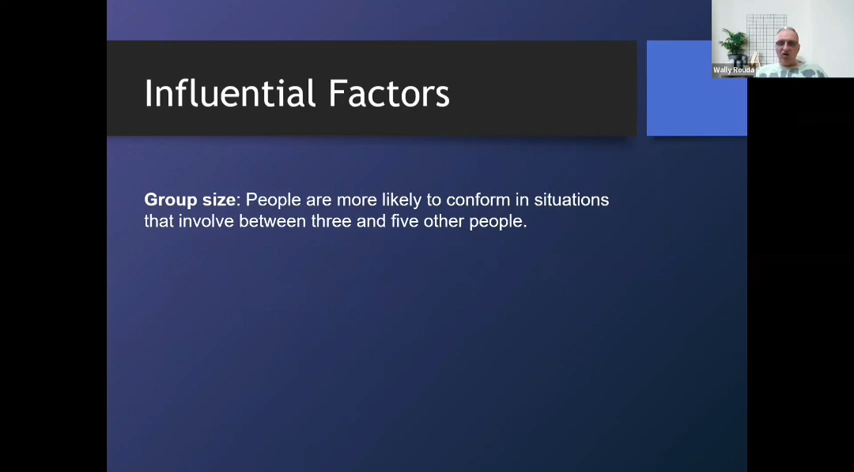 Influential Factors
Wally Rouda
Group size: People are more likely to conform in situations
that involve between three and five other people.